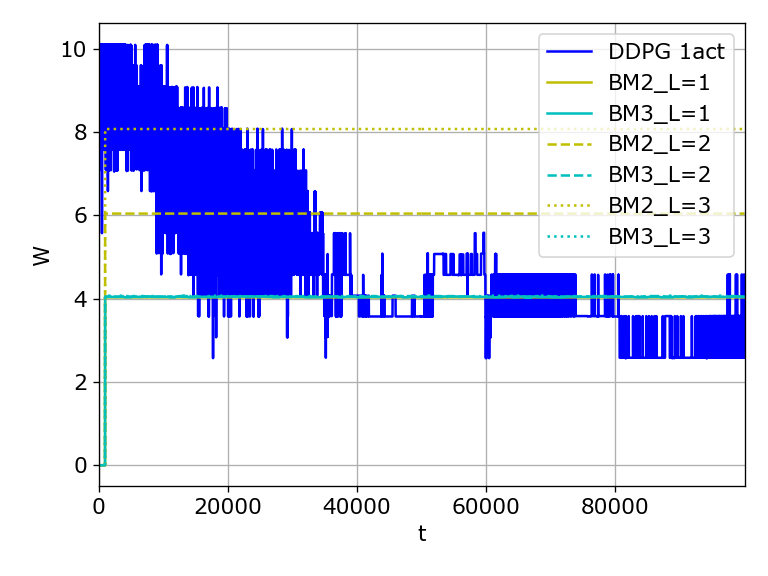 10
8
6
4
2
0
W
0
20000
40000
60000
80000
t
DDPG 1act
BM2_L=1
BM3_L=1
BM2_L=2
BM3_L=2
BM2_L=3
BM3_L=3